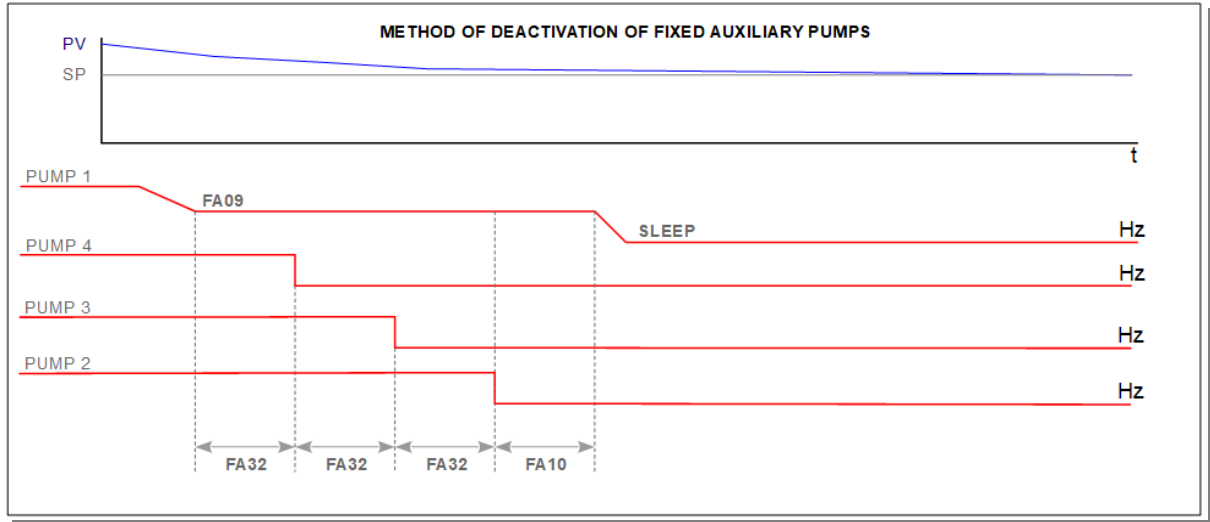 METHOD OF DEACTIVATION OF FIXED AUXILIARY PUMPS
PV
SP
t
PUMP 1
FA09
SLEEP
Hz
PUMP 4
Hz
PUMP 3
Hz
PUMP 2
Hz
FA32 FA32 FA32 FA10